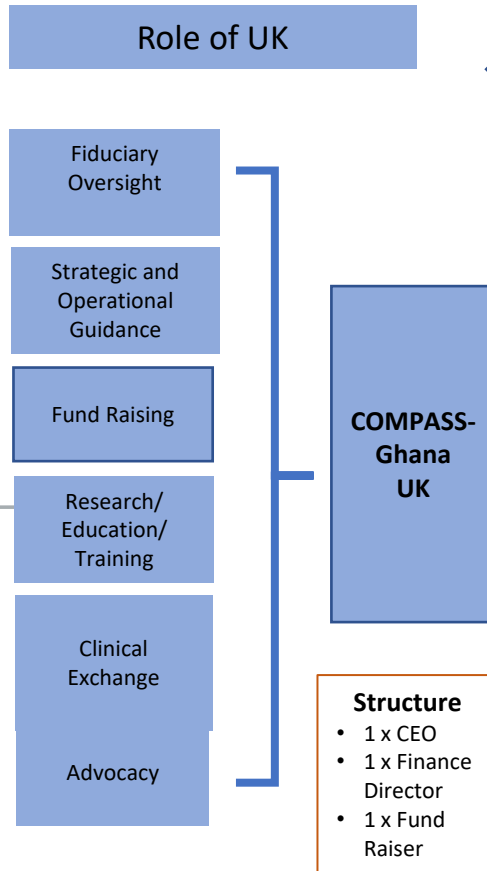 Role of UK
Fiduciary
Oversight
Strategic and
Operational
Guidance
Fund Raising
Research/
Education/
Training
Clinical
Exchange
Advocacy
COMPASS-
Ghana
UK
Structure
• 1 x CEO
• 1 x Finance
Director
• 1 x Fund
Raiser